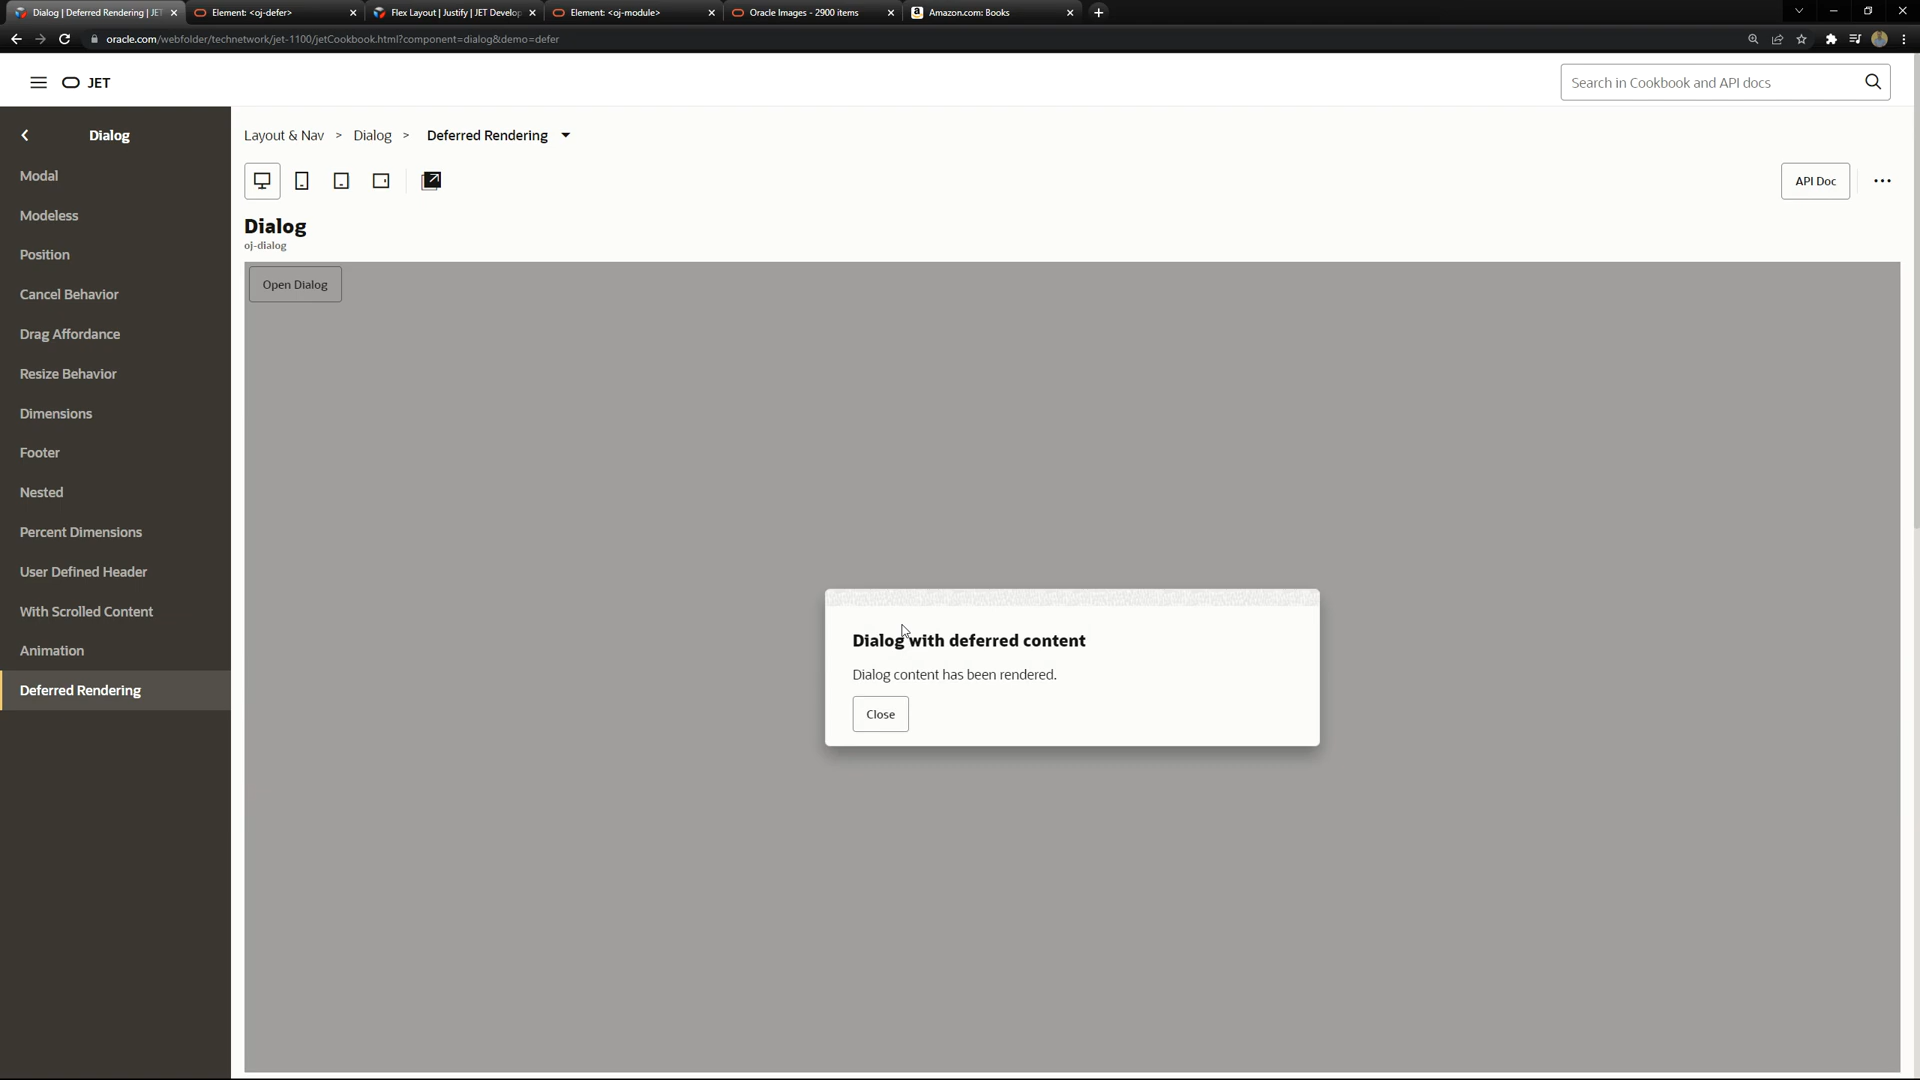 Dialog | Deferred Rendering | JET
Element: <oj-defer>
Flex Layout | Justify | JET Develop
Element: <oj-module>
Oracle Images - 2900 items
Amazon.com: Books
oracle.com/webfolder/technetwork/jet-1100/jetCookbook.html?component=dialog&demo=defer
JET
Search in Cookbook and API docs
Dialog
Modal
Modeless
Position
Cancel Behavior
Drag Affordance
Resize Behavior
Dimensions
Footer
Nested
Percent Dimensions
User Defined Header
With Scrolled Content
Animation
Deferred Rendering
Layout & Nav > Dialog > Deferred Rendering
API Doc
Dialog
oj-dialog
Open Dialog
Dialog with deferred content
Dialog content has been rendered.
Close